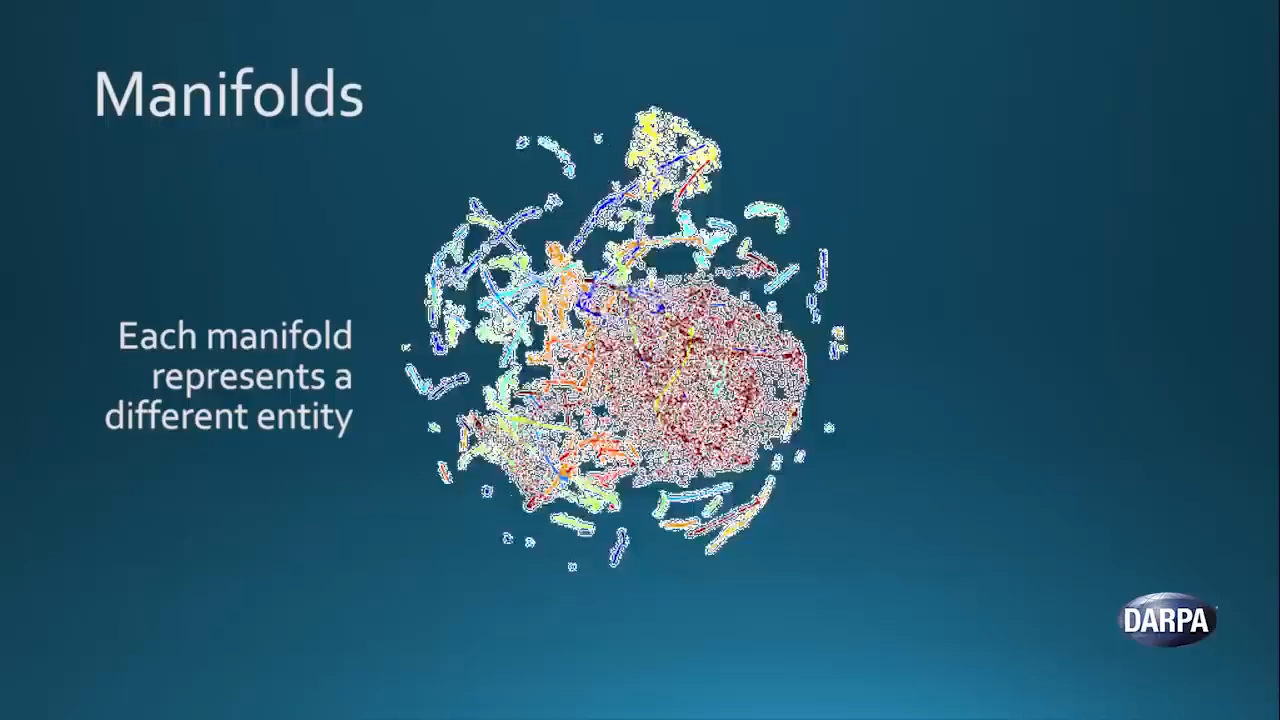 Manifolds
Each manifold
represents a
different entity
DARPA